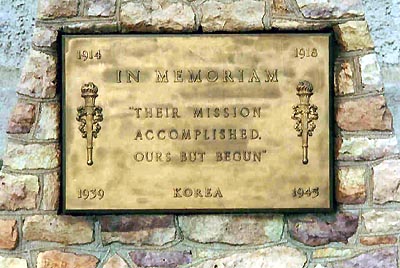 1914 1918
IN MEMORIAM
"THEIR MISSION
ACCOMPLISHED,
OURS BUT BEGUN"
1939 KOREA 1945